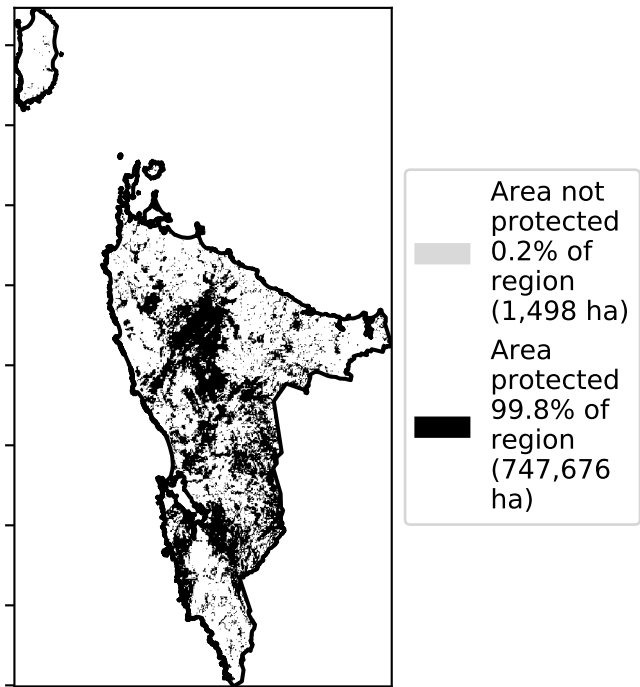 Area not
protected
0.2% of
region
(1,498 ha)
Area
protected
99.8% of
region
(747,676
ha)